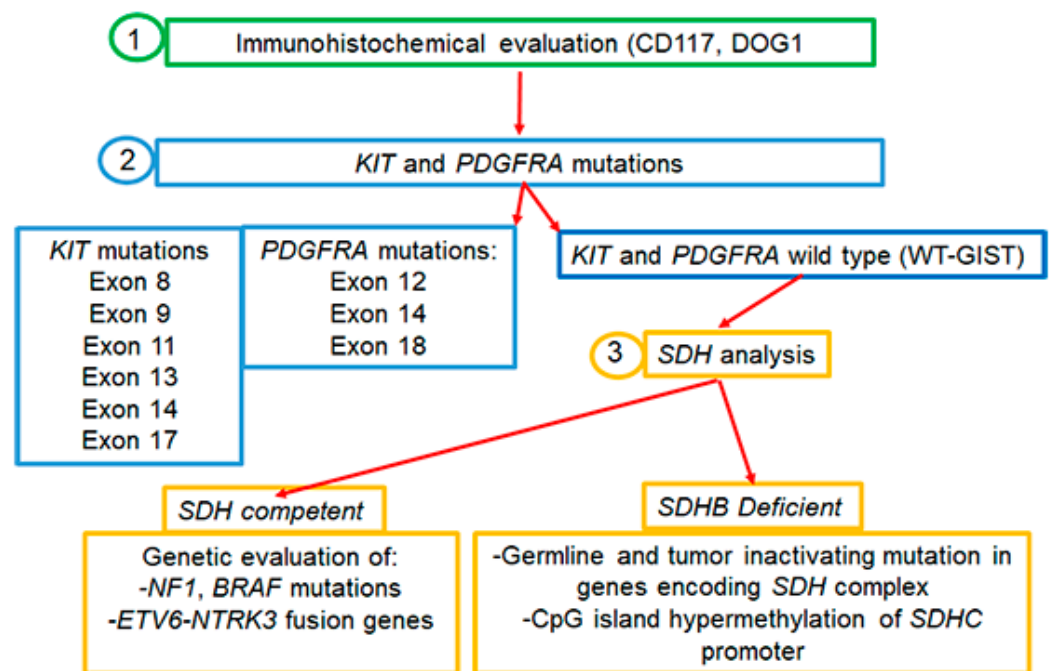 1
Immunohistochemical evaluation (CD117, DOG1
2
KIT and PDGFRA mutations
KIT mutations
Exon 8
Exon 9
Exon 11
Exon 13
Exon 14
Exon 17
PDGFRA mutations:
Exon 12
Exon 14
Exon 18
KIT and PDGFRA wild type (WT-GIST)
3
SDH analysis
SDH competent
Genetic evaluation of:
-NF1, BRAF mutations
-ETV6-NTRK3 fusion genes
SDHB Deficient
-Germline and tumor inactivating mutation in
genes encoding SDH complex
-CpG island hypermethylation of SDHC
promoter